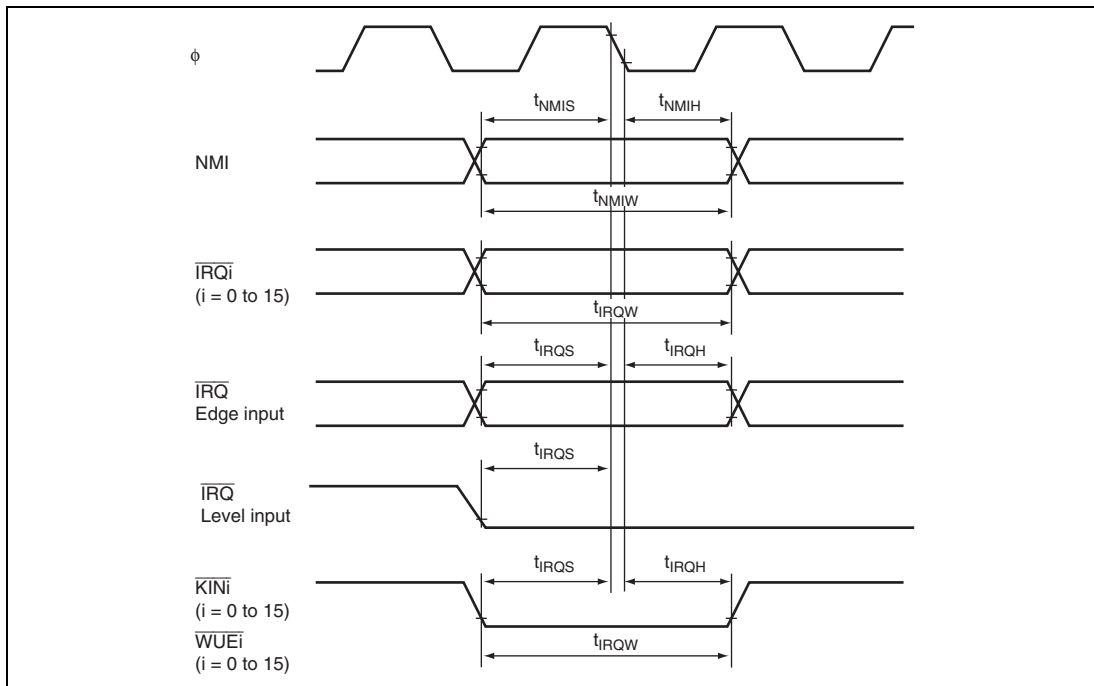 φ
tNMIS tNMIH
NMI
tNMIW
IRQi
(i = 0 to 15)
tIRQW
tIRQS tIRQH
IRQ
Edge input
tIRQS
IRQ
Level input
tIRQS tIRQH
KINi
(i = 0 to 15)
tIRQW
WUEi
(i = 0 to 15)